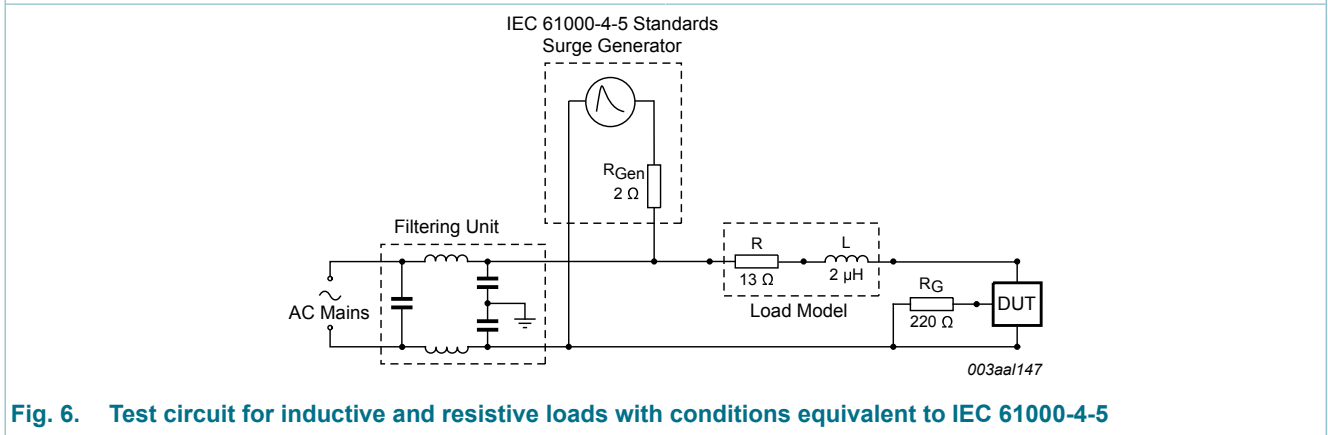 IEC 61000-4-5 Standards
Surge Generator
RGen
2 Ω
Filtering Unit
R
L
13 Ω
2 μH
AC Mains
Load Model
RG
220 Ω
DUT
003aal147
Fig. 6. Test circuit for inductive and resistive loads with conditions equivalent to IEC 61000-4-5